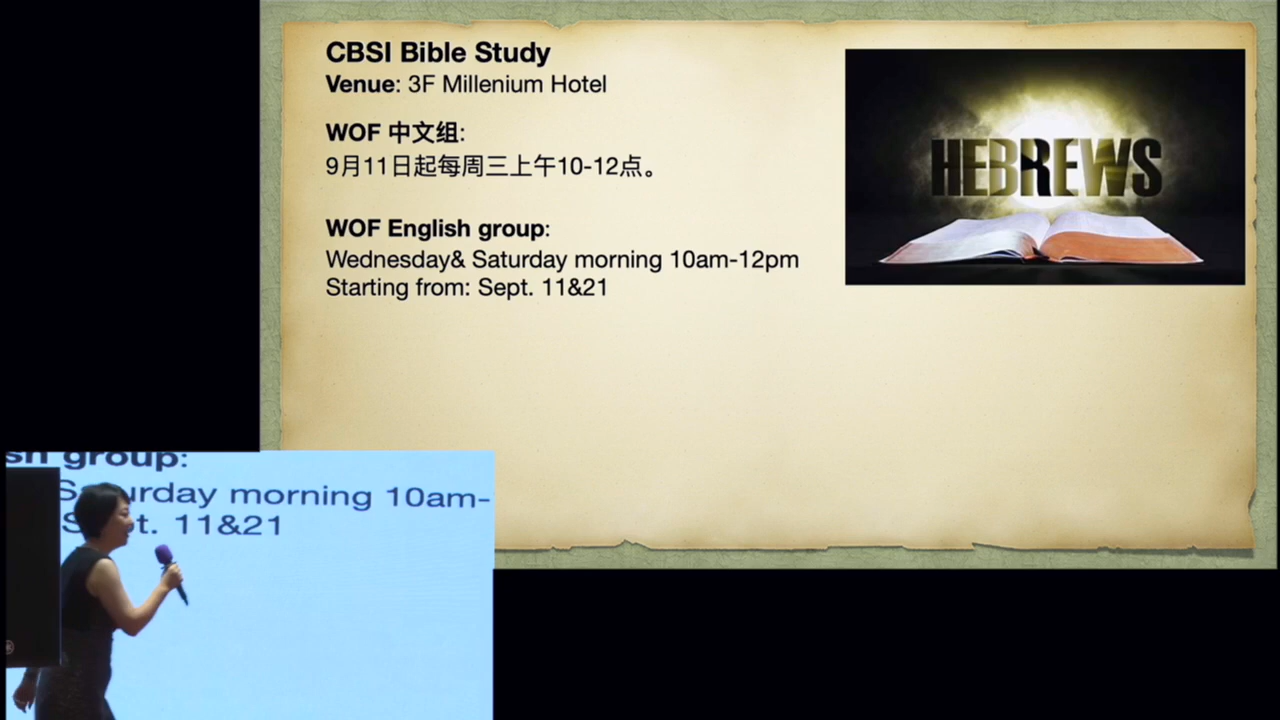 CBSI Bible Study
Venue: 3F Millenium Hotel
WOF 中文组:
9月11日起每周三上午10-12点。
WOF English group:
Wednesday& Saturday morning 10am-12pm
Starting from: Sept. 11&21
HEBREWS
sh group:
Saturday morning 10am-
Sept. 11&21